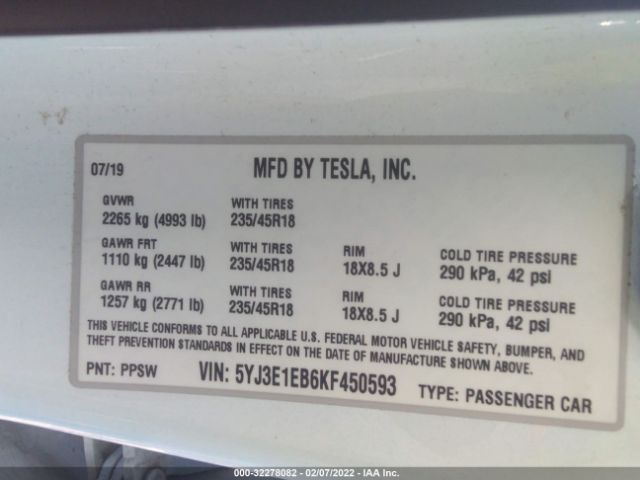 07/19 MFD BY TESLA, INC.
GVWR WITH TIRES
2265 kg (4993 lb) 235/45R18
GAWR FRT WITH TIRES RIM COLD TIRE PRESSURE
1110 kg (2447 lb) 235/45R18 18X8.5 J 290 kPa, 42 psi
GAWR RR WITH TIRES RIM COLD TIRE PRESSURE
1257 kg (2771 lb) 235/45R18 18X8.5 J 290 kPa, 42 psi
THIS VEHICLE CONFORMS TO ALL APPLICABLE U.S. FEDERAL MOTOR VEHICLE SAFETY, BUMPER, AND
THEFT PREVENTION STANDARDS IN EFFECT ON THE DATE OF MANUFACTURE SHOWN ABOVE.
PNT: PPSW VIN: 5YJ3E1EB6KF450593 TYPE: PASSENGER CAR
000-32278082 - 02/07/2022 - IAA Inc.